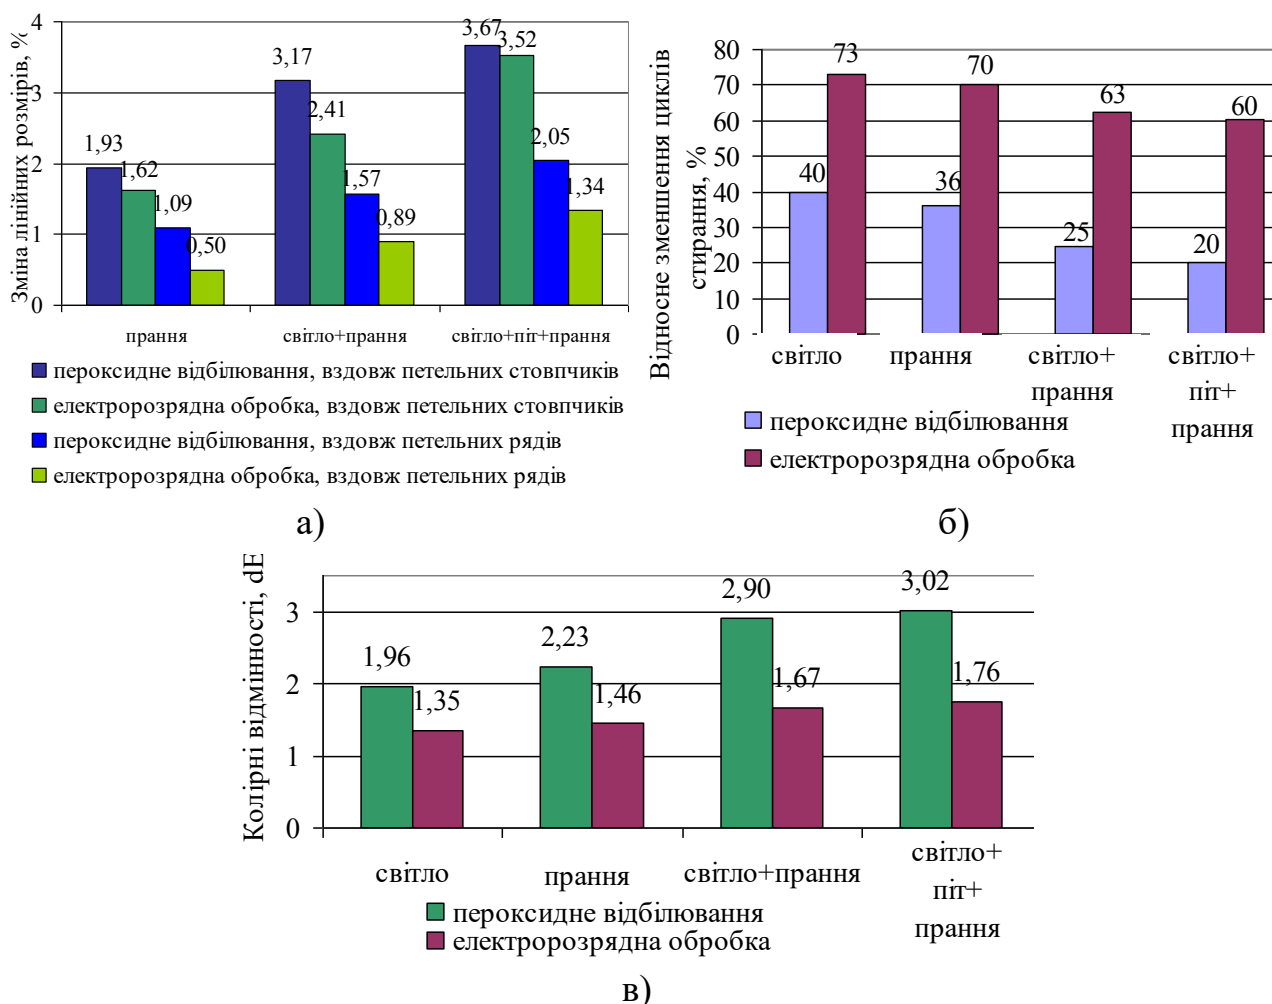 Зміна лінійних розмірів, %
4
3
2
1
0
1,93
1,62
1,09
0,50
3,17
2,41
1,57
0,89
3,67
3,52
2,05
1,34
прання
світло+прання
світло+піт+прання
пероксидне відбілювання, вздовж петельних стовпчиків
електророзрядна обробка, вздовж петельних стовпчиків
пероксидне відбілювання, вздовж петельних рядів
електророзрядна обробка, вздовж петельних рядів
а)
Відносне зменшення циклів
стирання, %
80
70
60
50
40
30
20
10
0
40
73
36
70
25
63
20
60
світло
прання
світло+
прання
світло+
піт+
прання
пероксидне відбілювання
електророзрядна обробка
б)
Колірні відмінності, dE
3
2
1
0
1,96
1,35
2,23
1,46
2,90
1,67
3,02
1,76
світло
прання
світло+прання
світло+
піт+
прання
пероксидне відбілювання
електророзрядна обробка
в)